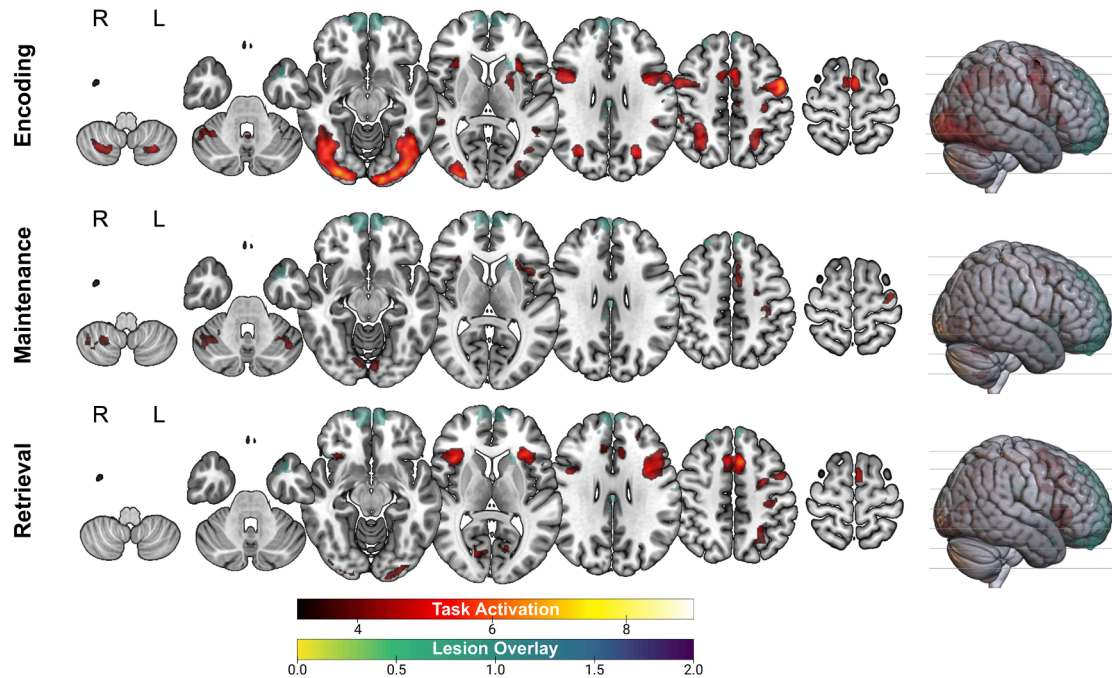 R L
Encoding
R L
Maintenance
R L
Retrieval
Task Activation
4 6 8
Lesion Overlay
0.0 0.5 1.0 1.5 2.0